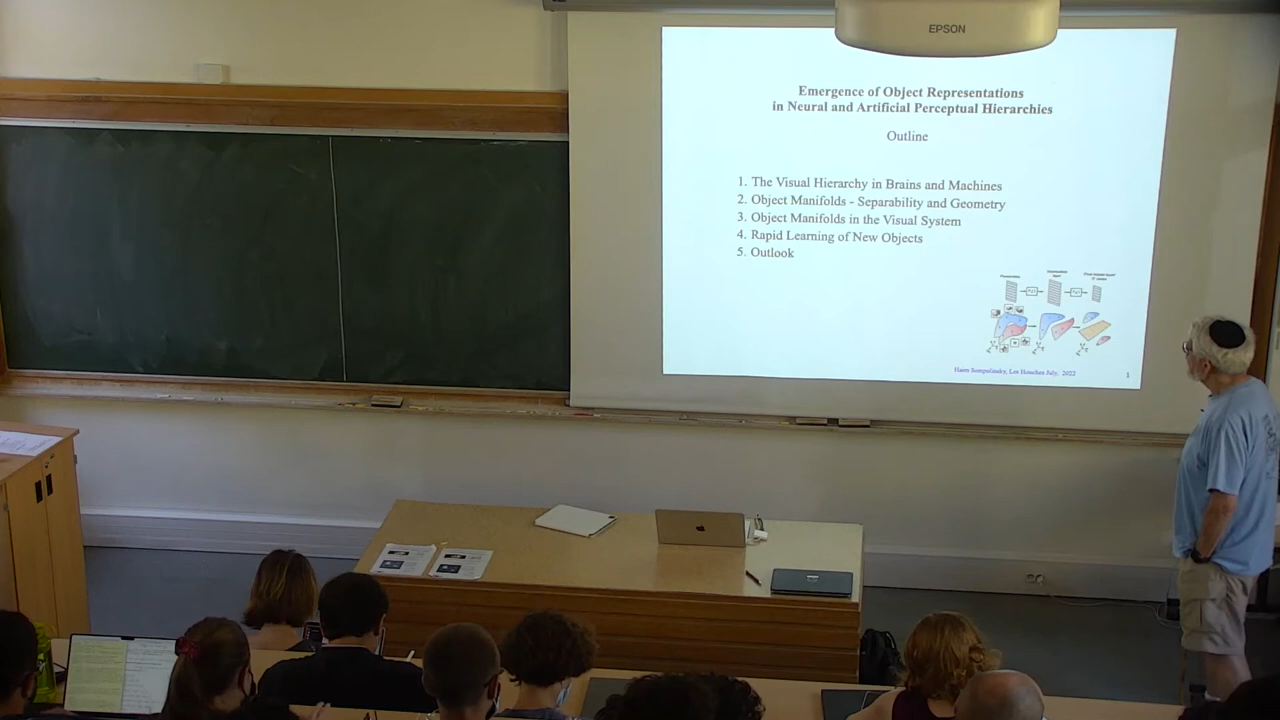 EPSON
Emergence of Object Representations
in Neural and Artificial Perceptual Hierarchies
Outline
1. The Visual Hierarchy in Brains and Machines
2. Object Manifolds - Separability and Geometry
3. Object Manifolds in the Visual System
4. Rapid Learning of New Objects
5. Outlook
Haim Sompolinsky, Les Houches July, 2022
1